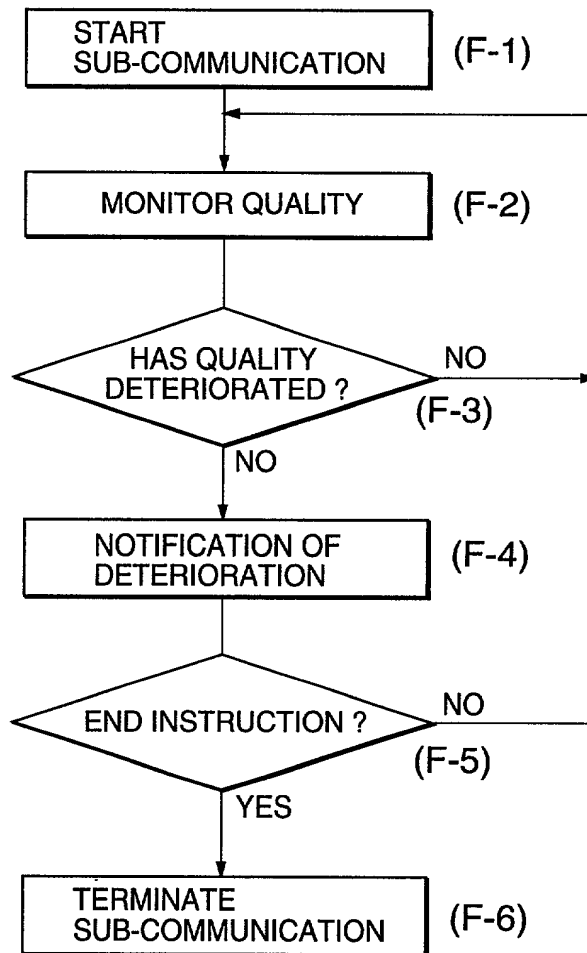 START
SUB-COMMUNICATION
(F-1)
MONITOR QUALITY
(F-2)
HAS QUALITY
DETERIORATED ?
NO
(F-3)
NO
NOTIFICATION OF
DETERIORATION
(F-4)
END INSTRUCTION ?
NO
(F-5)
YES
TERMINATE
SUB-COMMUNICATION
(F-6)